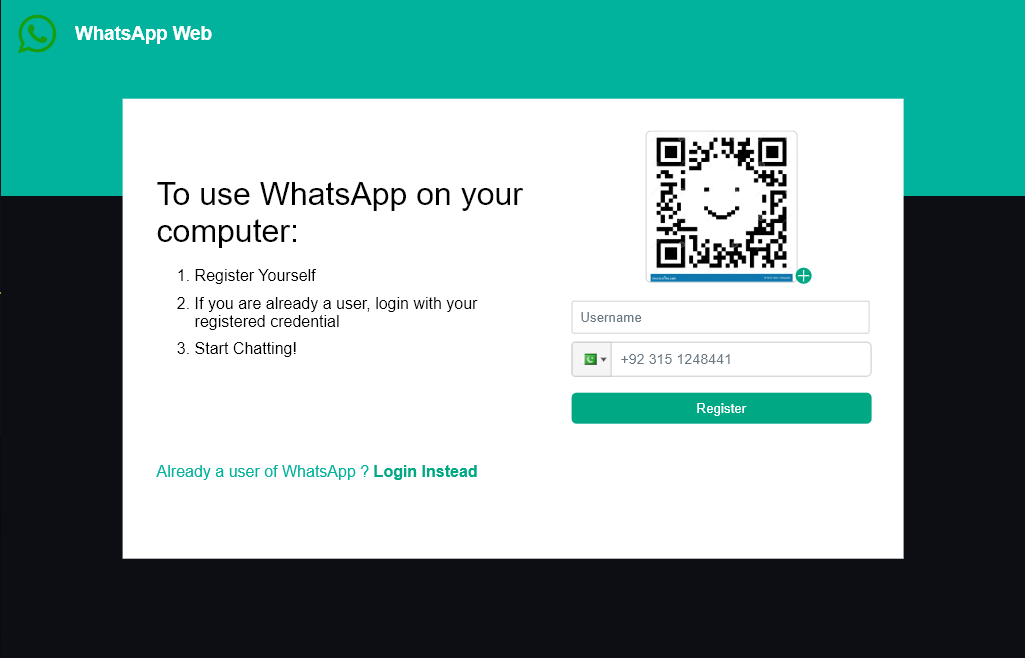 WhatsApp Web
To use WhatsApp on your
computer:
1. Register Yourself
2. If you are already a user, login with your
registered credential
3. Start Chatting!
Already a user of WhatsApp ? Login Instead
Username
+92 315 1248441
Register